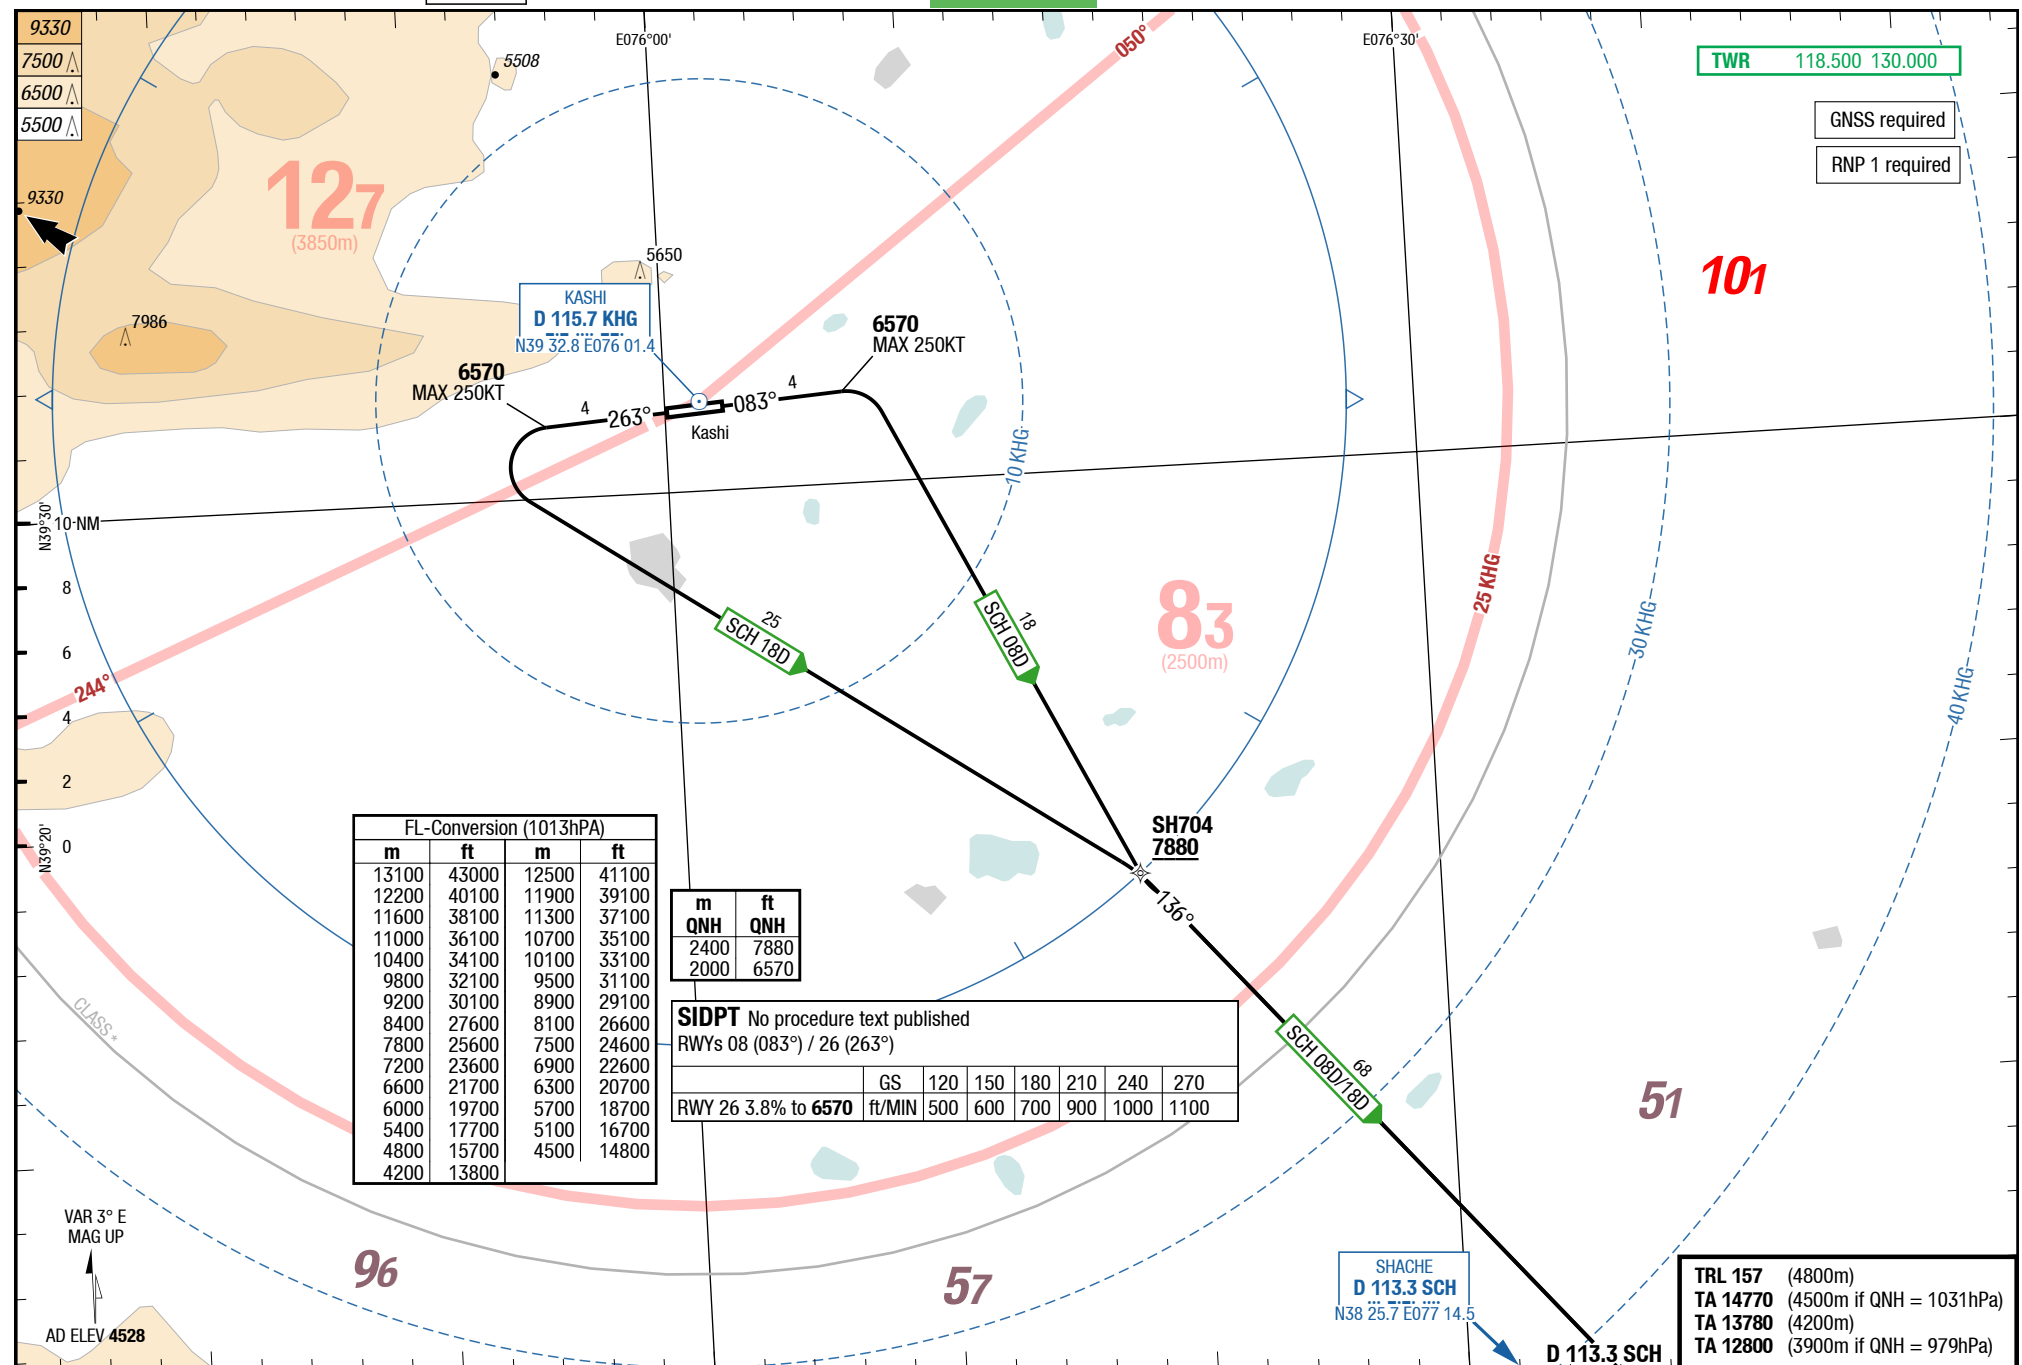 9330
7500
6500
5500
5508
E076°00'
050°
E076°30'
TWR 118.500 130.000
GNSS required
RNP 1 required
9330
127
(3850m)
5650
101
7986
KASHI
D 115.7 KHG
N39 32.8 E076 01.4
6570
MAX 250KT
6570
MAX 250KT
4
263°
083°
4
Kashi
10 KHG
N39°30'
10 NM
8
6
4
2
0
N39°20'
244°
25
SCH 18D
18
SCH 08D
83
(2500m)
25 KHG
30 KHG
40 KHG
SH704
7880
136°
68
SCH 08D/18D
51
CLASS *
FL-Conversion (1013hPA)
m ft m ft
13100 43000 12500 41100
12200 40100 11900 39100
11600 38100 11300 37100
11000 36100 10700 35100
10400 34100 10100 33100
9800 32100 9500 31100
9200 30100 8900 29100
8400 27600 8100 26600
7800 25600 7500 24600
7200 23600 6900 22600
6600 21700 6300 20700
6000 19700 5700 18700
5400 17700 5100 16700
4800 15700 4500 14800
4200 13800
m ft
QNH QNH
2400 7880
2000 6570
SIDPT No procedure text published
RWYs 08 (083°) / 26 (263°)
GS 120 150 180 210 240 270
RWY 26 3.8% to 6570 ft/MIN 500 600 700 900 1000 1100
VAR 3° E
MAG UP
AD ELEV 4528
96
57
SHACHE
D 113.3 SCH
N38 25.7 E077 14.5
D 113.3 SCH
TRL 157 (4800m)
TA 14770 (4500m if QNH = 1031hPa)
TA 13780 (4200m)
TA 12800 (3900m if QNH = 979hPa)